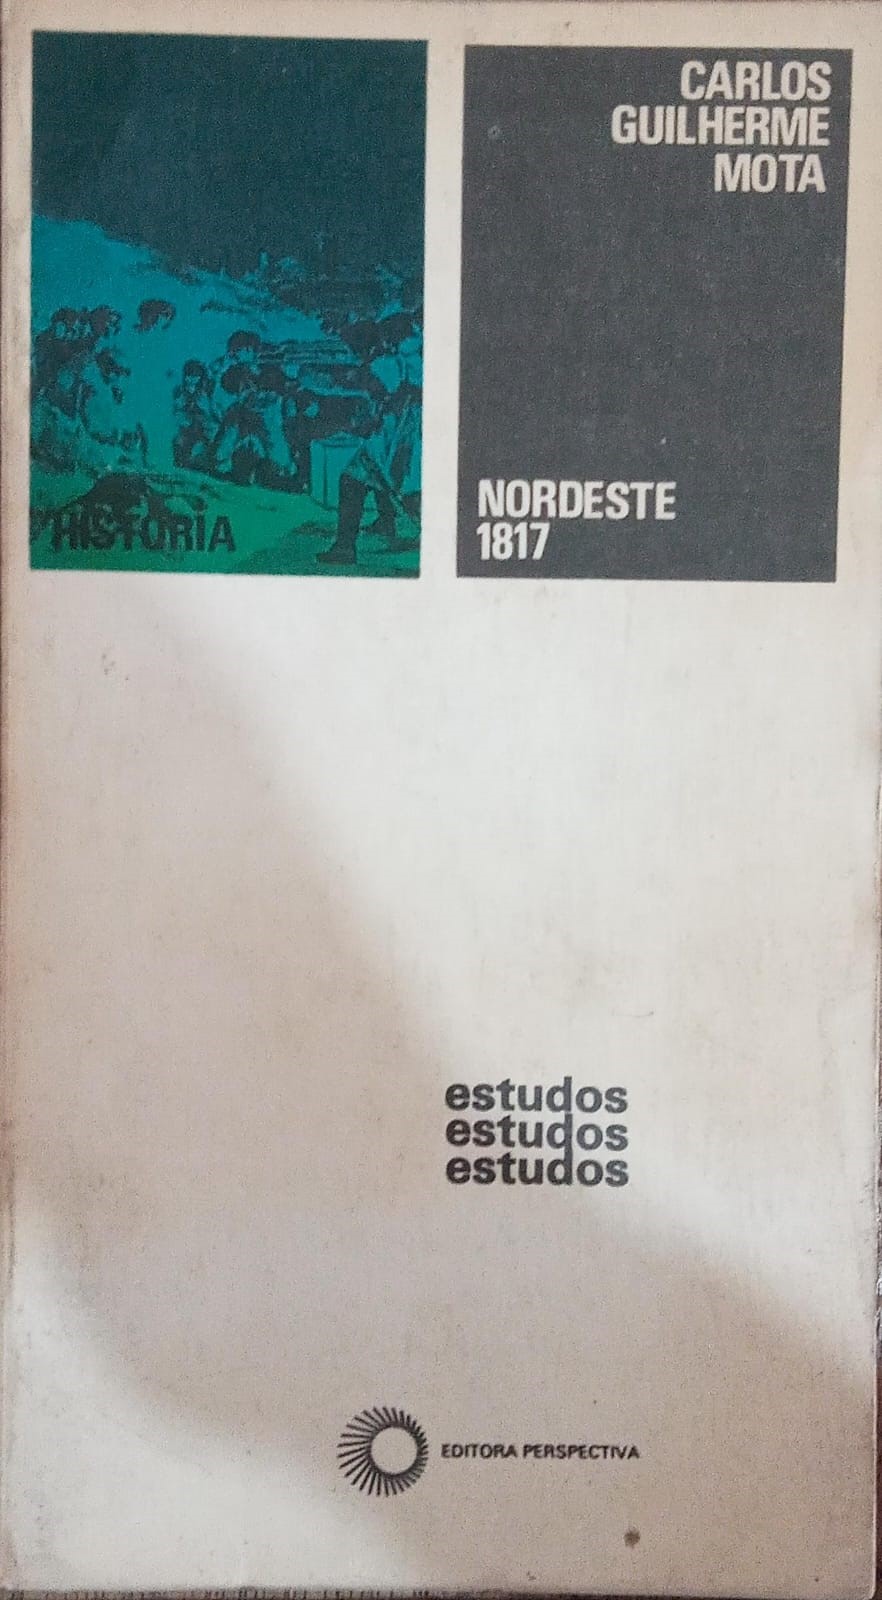 HISTÓRIA
CARLOS
GUILHERME
MOTA
NORDESTE
1817
estudos
estudos
estudos
EDITORA PERSPECTIVA